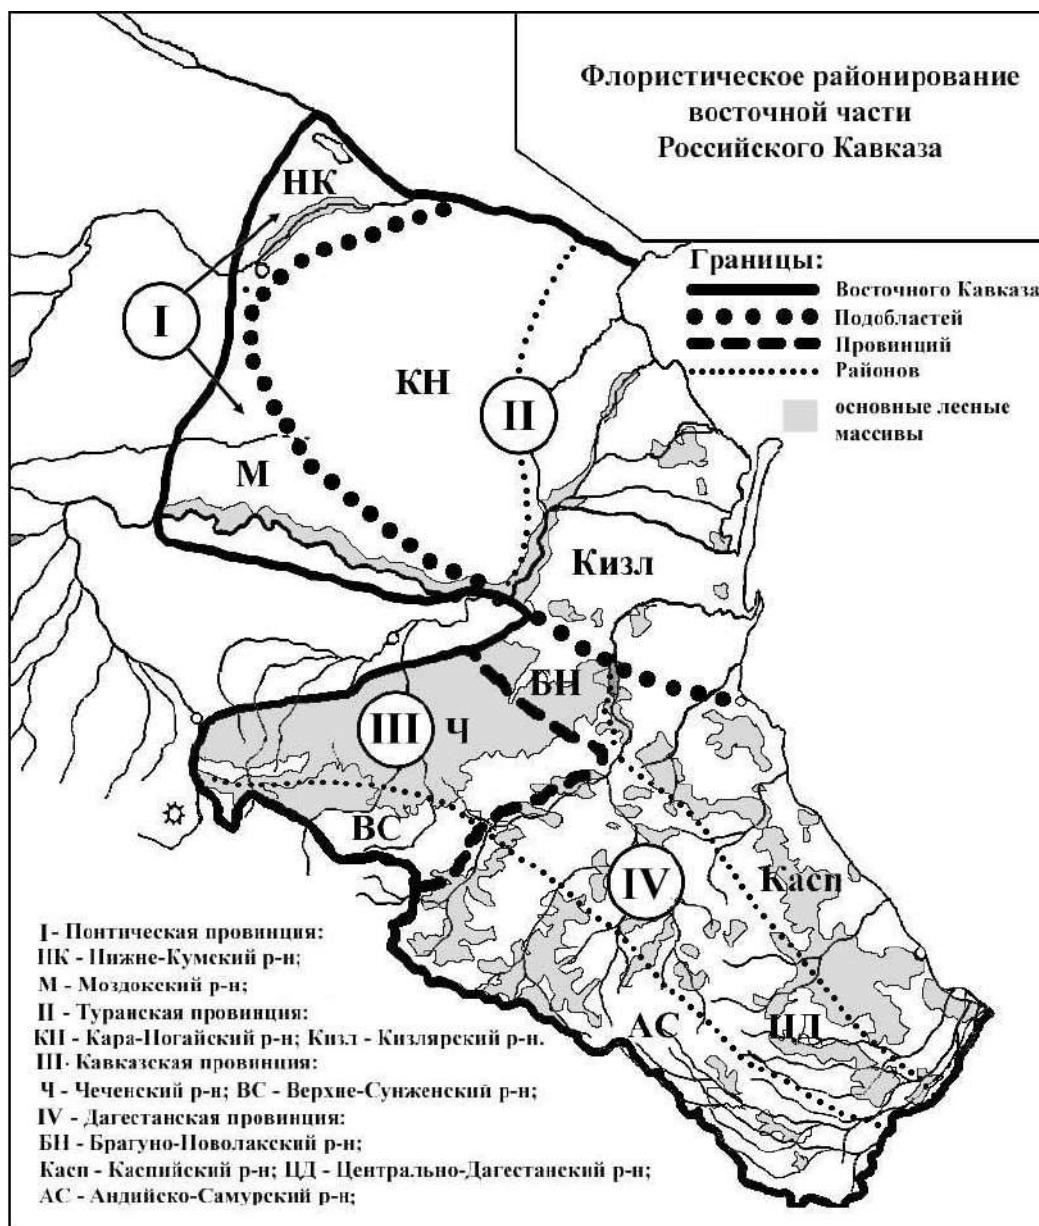 Флористическое районирование
восточной части
Российского Кавказа
Границы:
Восточного Кавказа
Подобластей
Провинций
Районов
основные лесные
массивы
НК
I
КН
II
М
Кизл
БН
III
Ч
ВС
IV
Касп
АС
ЦД
I - Понтическая провинция:
НК - Нижне-Кумский р-н;
М - Моздокский р-н;
II - Туранская провинция:
КН - Кара-Ногайский р-н; Кизл - Кизлярский р-н.
III- Кавказская провинция:
Ч - Чеченский р-н; ВС - Верхне-Сунженский р-н;
IV - Дагестанская провинция:
БН - Брагуно-Новолакский р-н;
Касп - Каспийский р-н; ЦД - Центрально-Дагестанский р-н;
АС - Андийско-Самурский р-н;